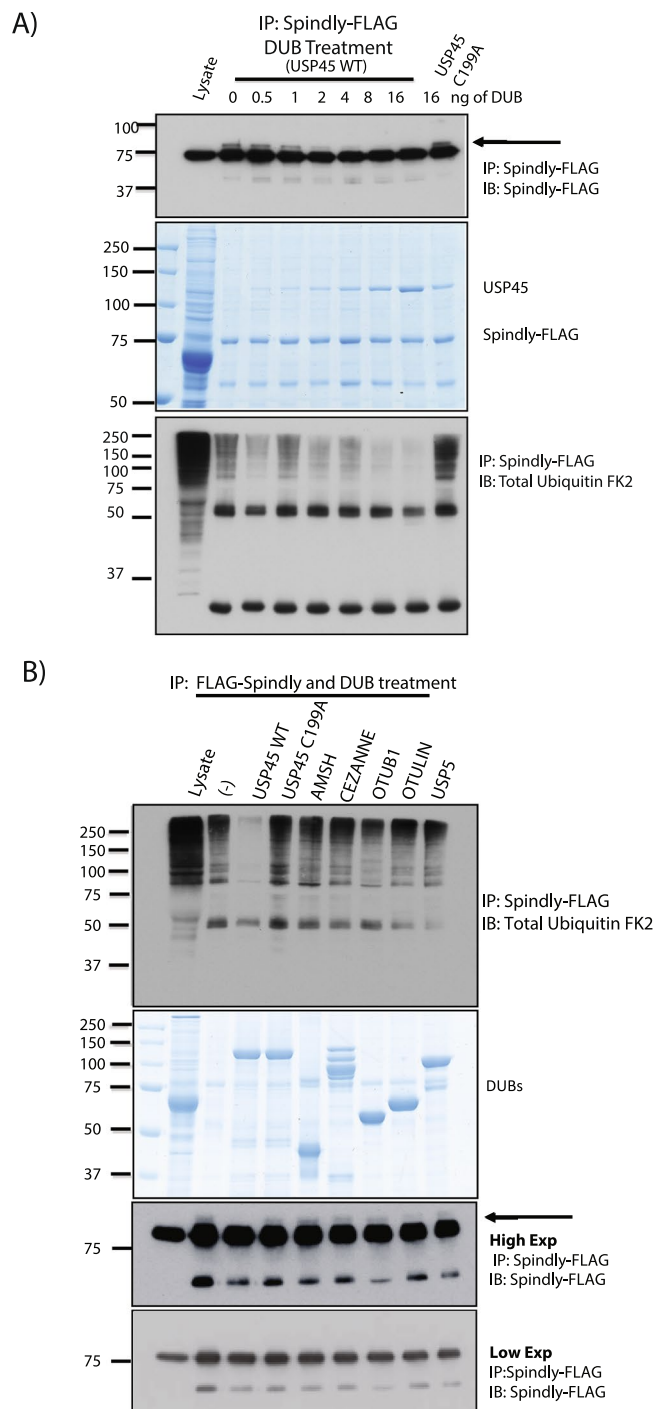 A)
IP: Spindly-FLAG
DUB Treatment
(USP45 WT)
Lysate
USP45
C199A
0 0.5 1 2 4 8 16 16 ng of DUB
100
75
37
IP: Spindly-FLAG
IB: Spindly-FLAG
250
150
100
75
50
USP45
Spindly-FLAG
250
150
100
75
50
37
IP: Spindly-FLAG
IB: Total Ubiquitin FK2
B)
IP: FLAG-Spindly and DUB treatment
Lysate
(-)
USP45 WT
USP45 C199A
AMSH
CEZANNE
OTUB1
OTULIN
USP5
250
150
100
75
50
37
IP: Spindly-FLAG
IB: Total Ubiquitin FK2
250
150
100
75
50
37
DUBs
75
High Exp
IP: Spindly-FLAG
IB: Spindly-FLAG
75
Low Exp
IP:Spindly-FLAG
IB: Spindly-FLAG